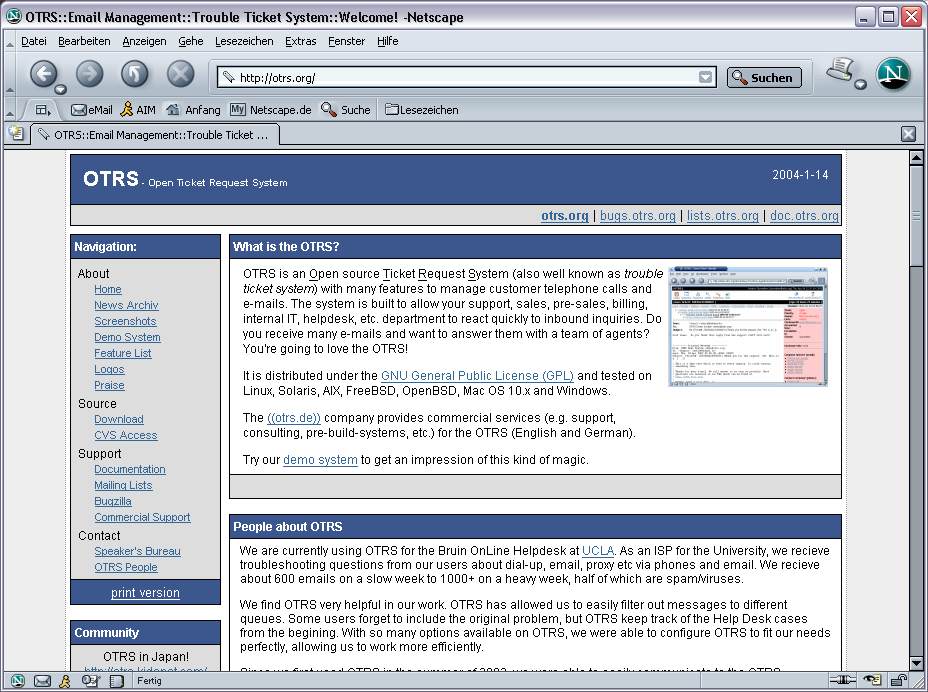 OTRS::Email Management::Trouble Ticket System::Welcome! -Netscape
Datei Bearbeiten Anzeigen Gehe Lesezeichen Extras Fenster Hilfe
http://otrs.org/ Suchen
eMail AIM Anfang My Netscape.de Suche Lesezeichen
OTRS::Email Management::Trouble Ticket ...
OTRS - Open Ticket Request System
2004-1-14
otrs.org | bugs.otrs.org | lists.otrs.org | doc.otrs.org
Navigation:
About
Home
News Archiv
Screenshots
Demo System
Feature List
Logos
Praise
Source
Download
CVS Access
Support
Documentation
Mailing Lists
Bugzilla
Commercial Support
Contact
Speaker's Bureau
OTRS People
print version
Community
OTRS in Japan!
What is the OTRS?
OTRS is an Open source Ticket Request System (also well known as trouble
ticket system) with many features to manage customer telephone calls and
e-mails. The system is built to allow your support, sales, pre-sales, billing,
internal IT, helpdesk, etc. department to react quickly to inbound inquiries. Do
you receive many e-mails and want to answer them with a team of agents?
You're going to love the OTRS!
It is distributed under the GNU General Public License (GPL) and tested on
Linux, Solaris, AIX, FreeBSD, OpenBSD, Mac OS 10.x and Windows.
The ((otrs.de)) company provides commercial services (e.g. support,
consulting, pre-build-systems, etc.) for the OTRS (English and German).
Try our demo system to get an impression of this kind of magic.
People about OTRS
We are currently using OTRS for the Bruin OnLine Helpdesk at UCLA. As an ISP for the University, we recieve
troubleshooting questions from our users about dial-up, email, proxy etc via phones and email. We recieve
about 600 emails on a slow week to 1000+ on a heavy week, half of which are spam/viruses.
We find OTRS very helpful in our work. OTRS has allowed us to easily filter out messages to different
queues. Some users forget to include the original problem, but OTRS keep track of the Help Desk cases
from the begining. With so many options available on OTRS, we were able to configure OTRS to fit our needs
perfectly, allowing us to work more efficiently.
Fertig